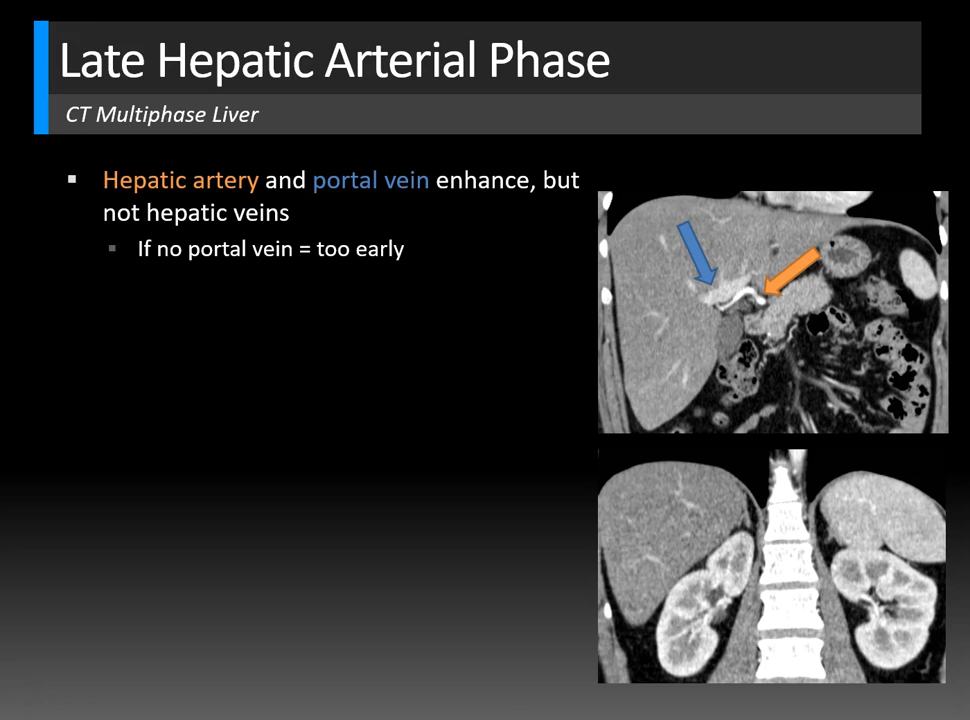 Late Hepatic Arterial Phase
CT Multiphase Liver
▪ Hepatic artery and portal vein enhance, but
not hepatic veins
▪ If no portal vein = too early